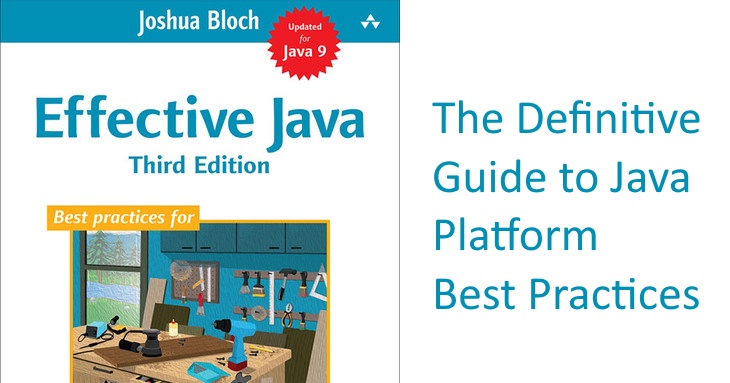 Joshua Bloch
Updated
for
Java 9
Effective Java
Third Edition
Best practices for
The Definitive
Guide to Java
Platform
Best Practices